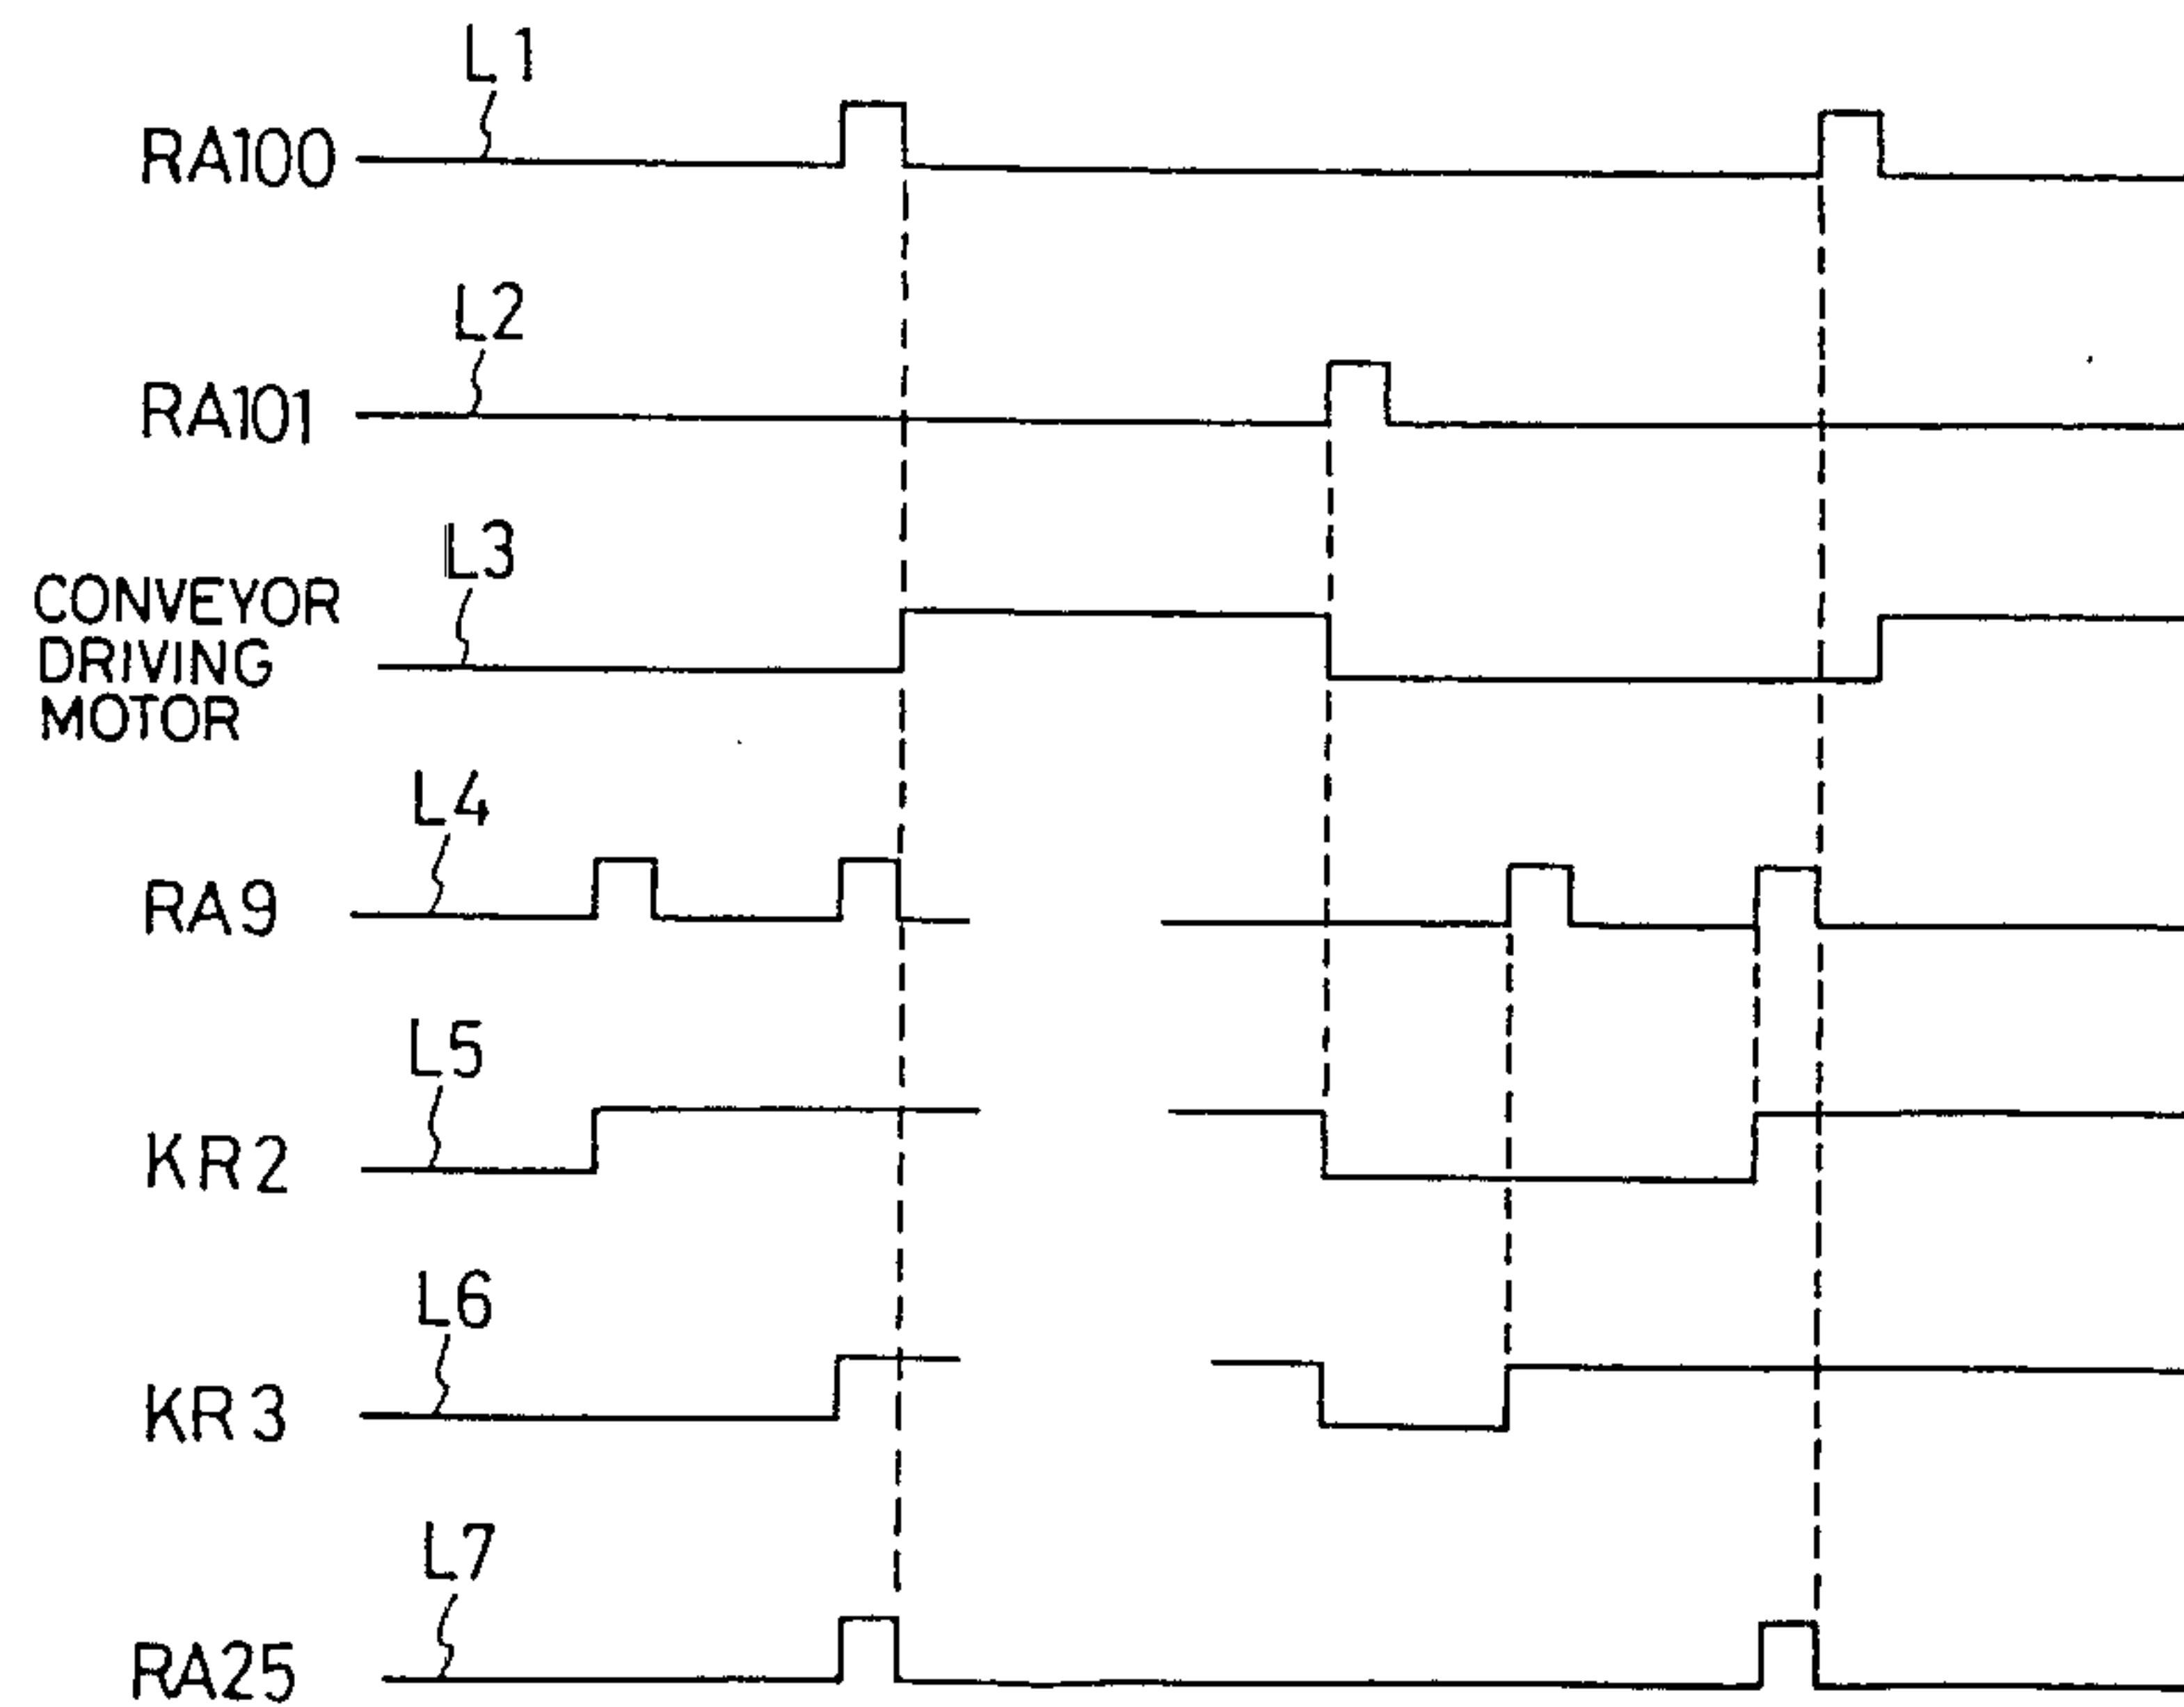 L1
RA100
L2
RA101
L3
CONVEYOR
DRIVING
MOTOR
L4
RA9
L5
KR2
L6
KR3
L7
RA25